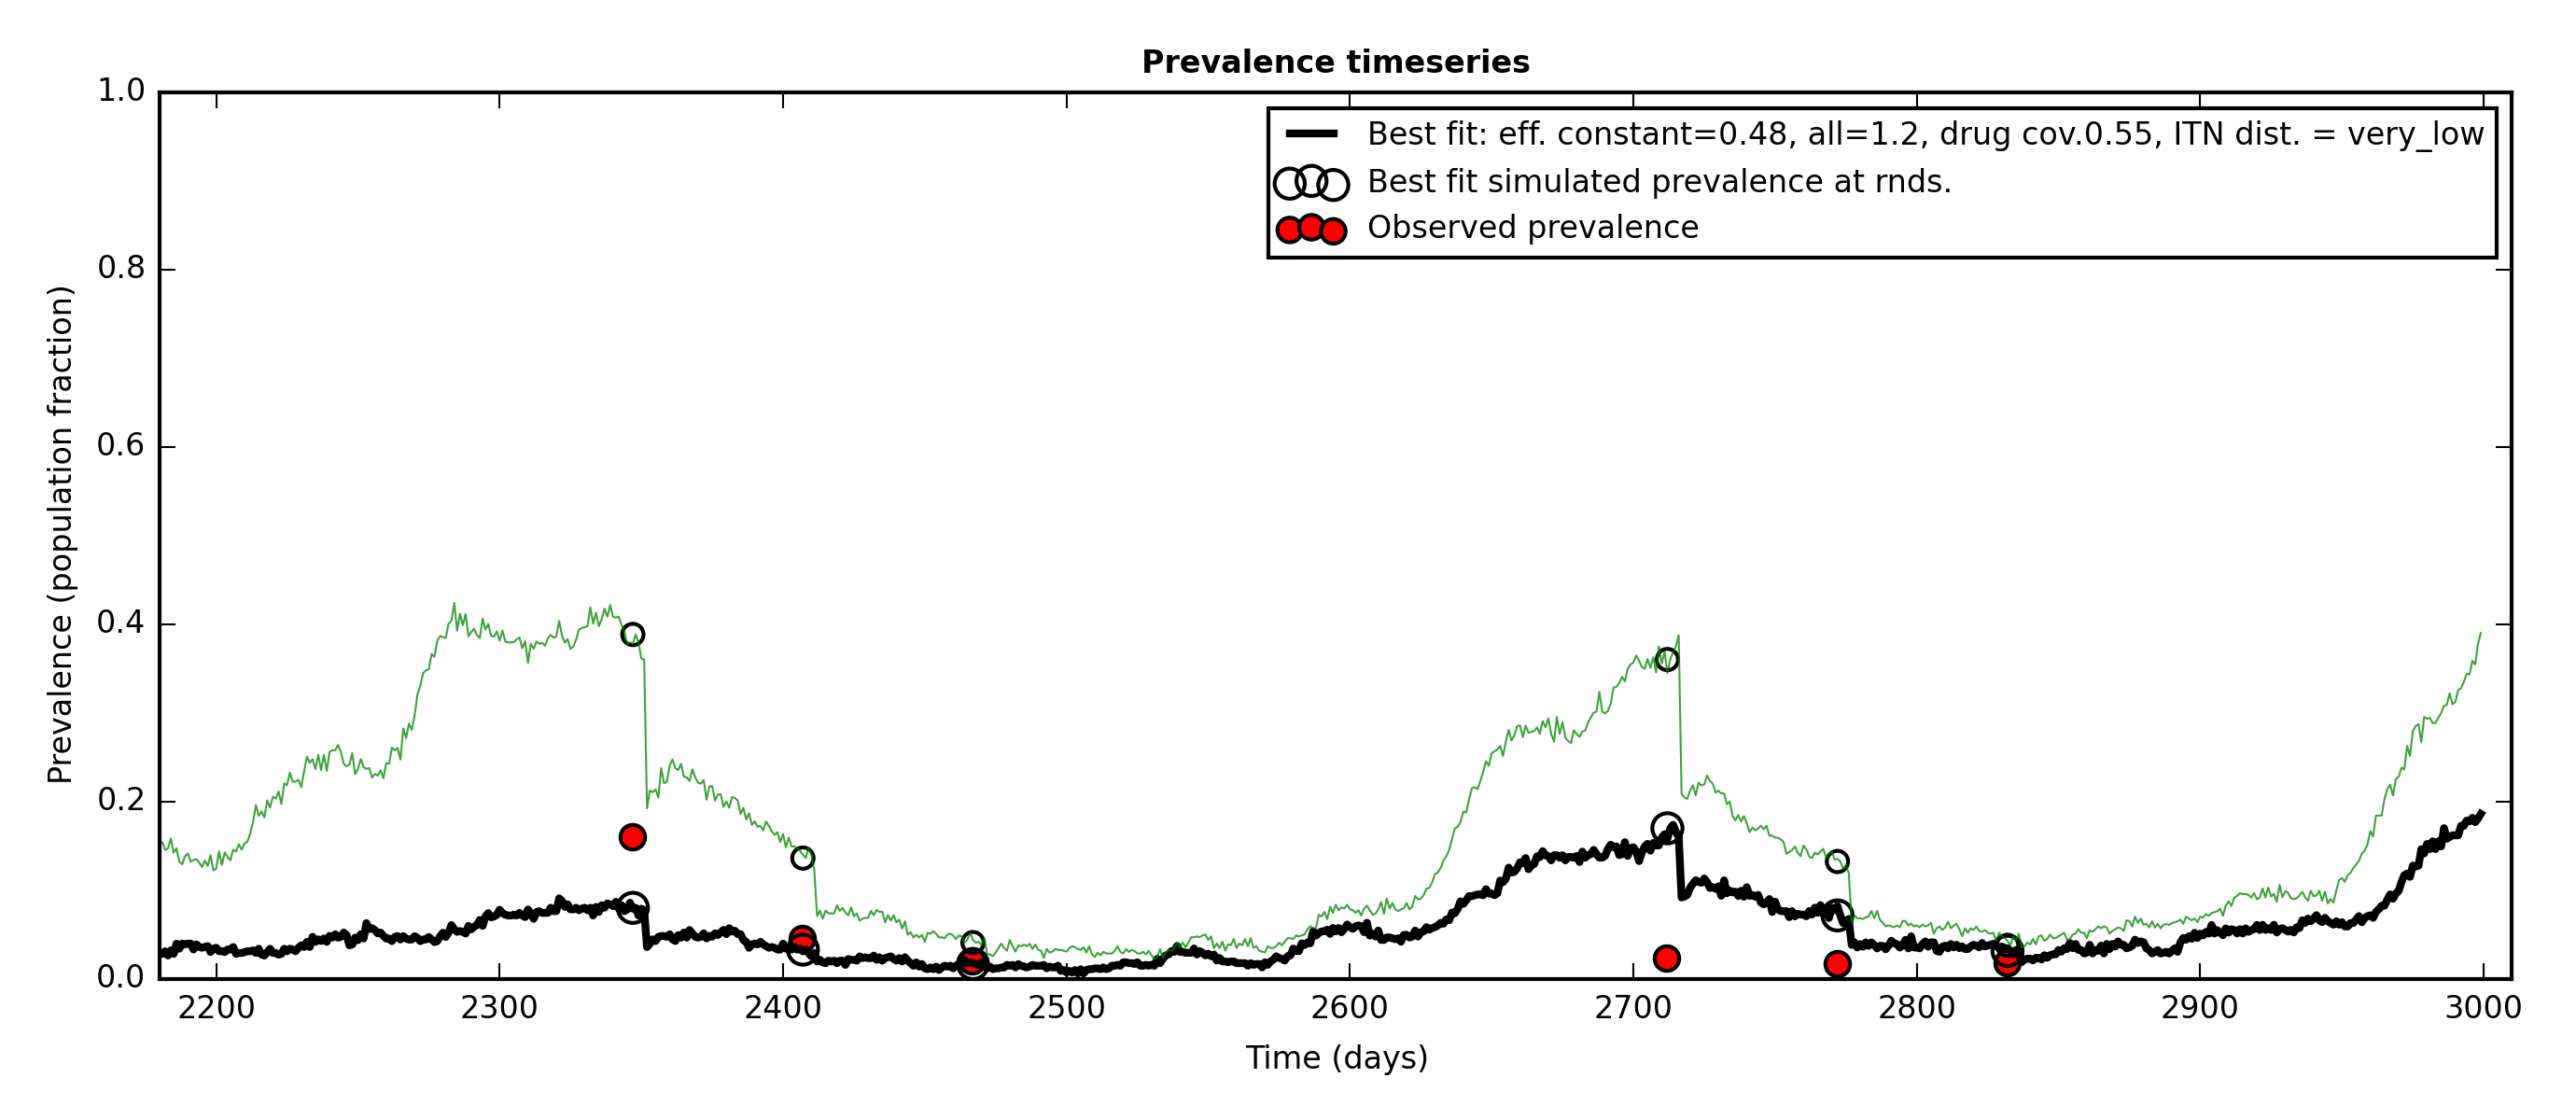 Prevalence timeseries
1.0
0.8
0.6
0.4
0.2
0.0
Prevalence (population fraction)
Best fit: eff. constant=0.48, all=1.2, drug cov.0.55, ITN dist. = very_low
Best fit simulated prevalence at rnds.
Observed prevalence
2200 2300 2400 2500 2600 2700 2800 2900 3000
Time (days)